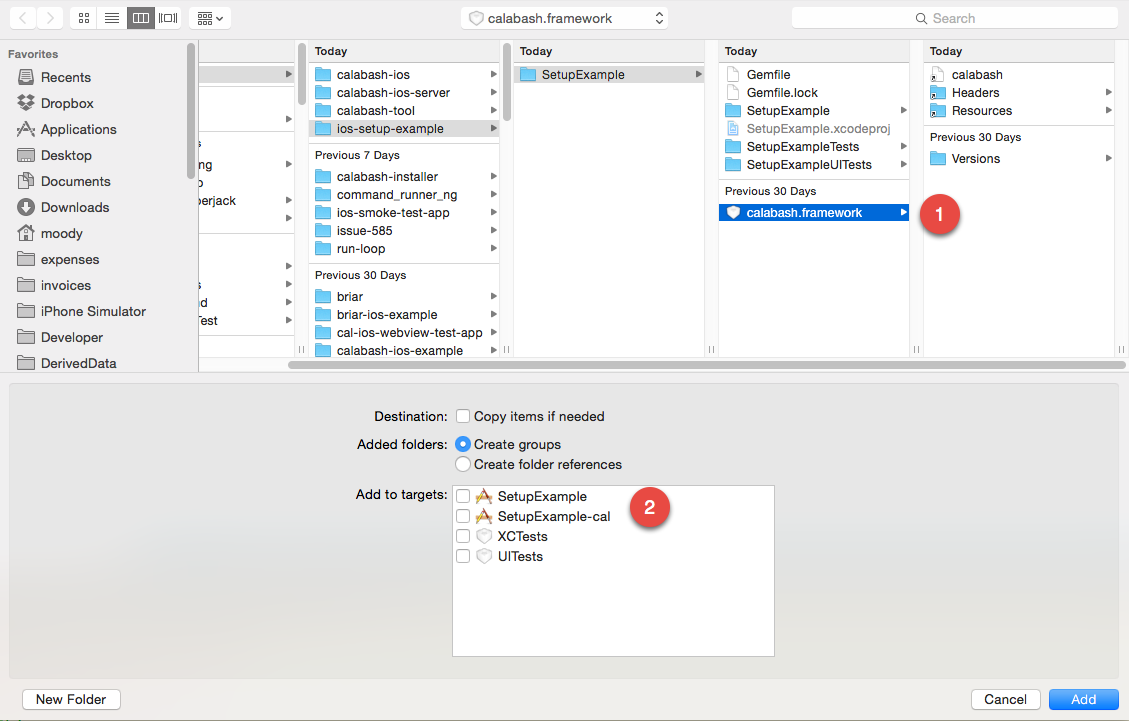 calabash.framework
Search
Favorites
Recents
Dropbox
Applications
Desktop
Documents
Downloads
moody
expenses
invoices
iPhone Simulator
Developer
DerivedData
s
ng
o
erjack
s
d
Test
Today
calabash-ios
calabash-ios-server
calabash-tool
ios-setup-example
Previous 7 Days
calabash-installer
command_runner_ng
ios-smoke-test-app
issue-585
run-loop
Previous 30 Days
briar
briar-ios-example
cal-ios-webview-test-app
calabash-ios-example
Today
SetupExample
Today
Gemfile
Gemfile.lock
SetupExample
SetupExample.xcodeproj
SetupExampleTests
SetupExampleUITests
Previous 30 Days
calabash.framework
1
Today
calabash
Headers
Resources
Previous 30 Days
Versions
Destination: Copy items if needed
Added folders: Create groups
Create folder references
Add to targets: SetupExample
SetupExample-cal
XCTests
UITests
2
New Folder
Cancel
Add